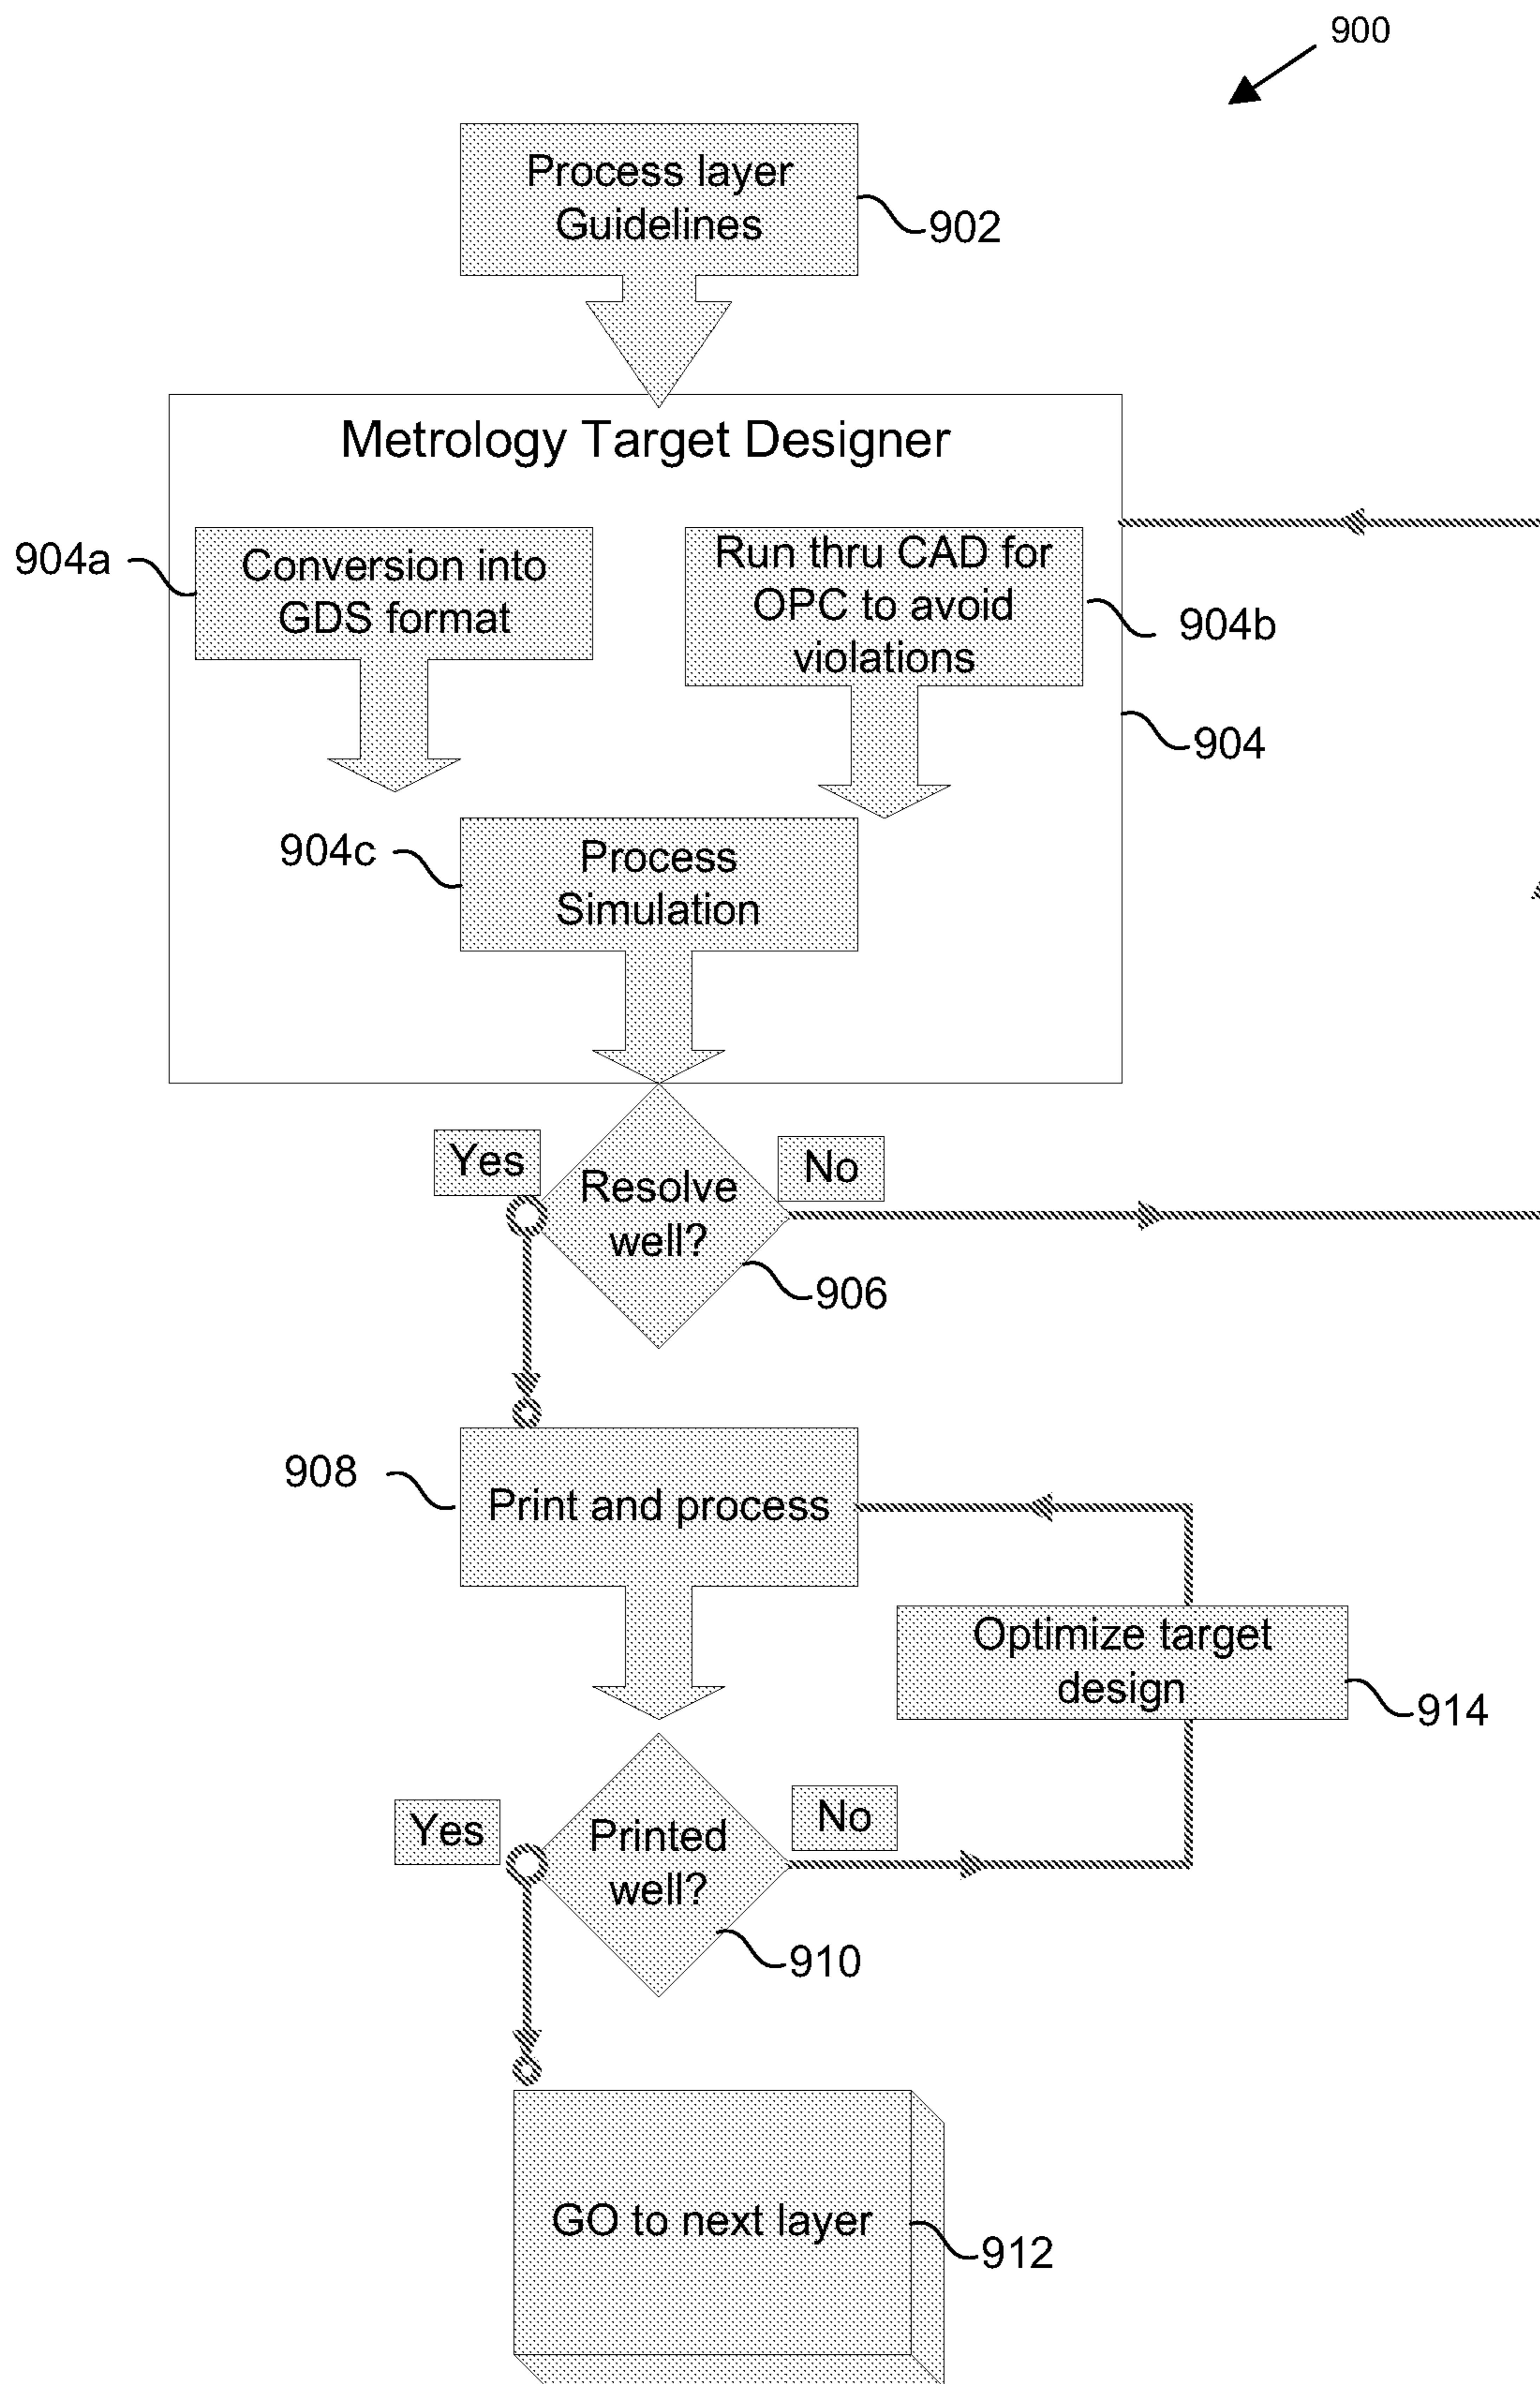 900
Process layer
Guidelines
902
Metrology Target Designer
904a
Conversion into
GDS format
Run thru CAD for
OPC to avoid
violations
904b
904
904c
Process
Simulation
Yes
No
Resolve
well?
906
908
Print and process
Optimize target
design
914
Yes
No
Printed
well?
910
GO to next layer
912